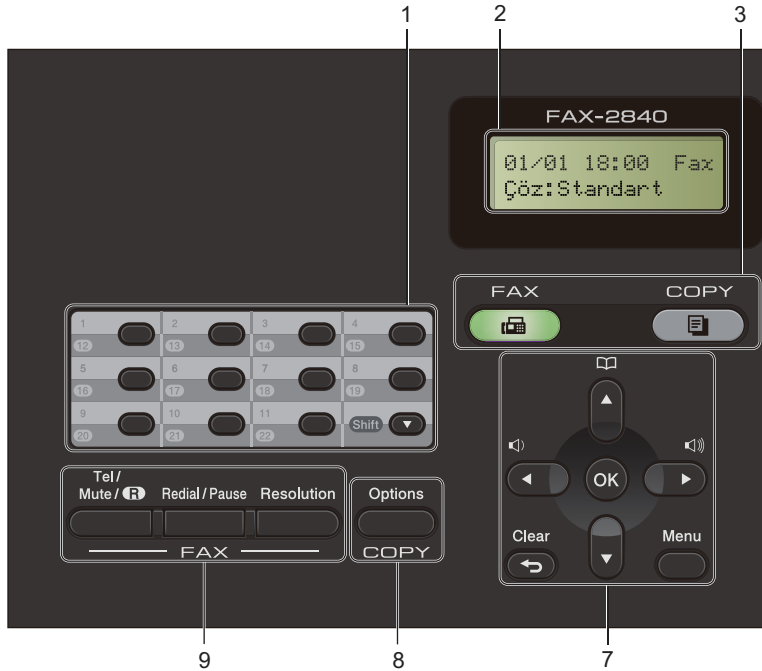 1 2 3
FAX-2840
01/01 18:00 Fax
Çöz:Standart
FAX COPY
1 2 3 4
12 13 14 15
5 6 7 8
16 17 18 19
9 10 11
20 21 22 Shift
Tel/
Mute/R Redial/Pause Resolution
FAX
Options
COPY
OK
Clear Menu
9 8 7